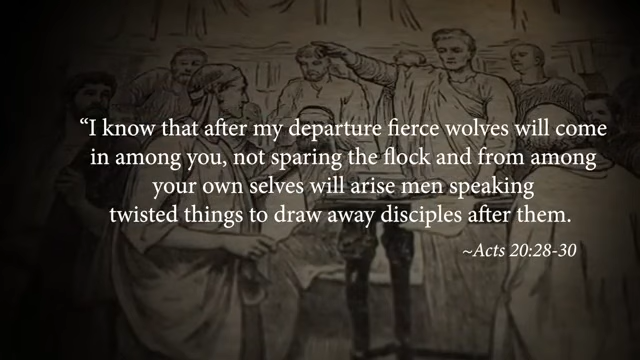 “I know that after my departure fierce wolves will come
in among you, not sparing the flock and from among
your own selves will arise men speaking
twisted things to draw away disciples after them.
~Acts 20:28-30